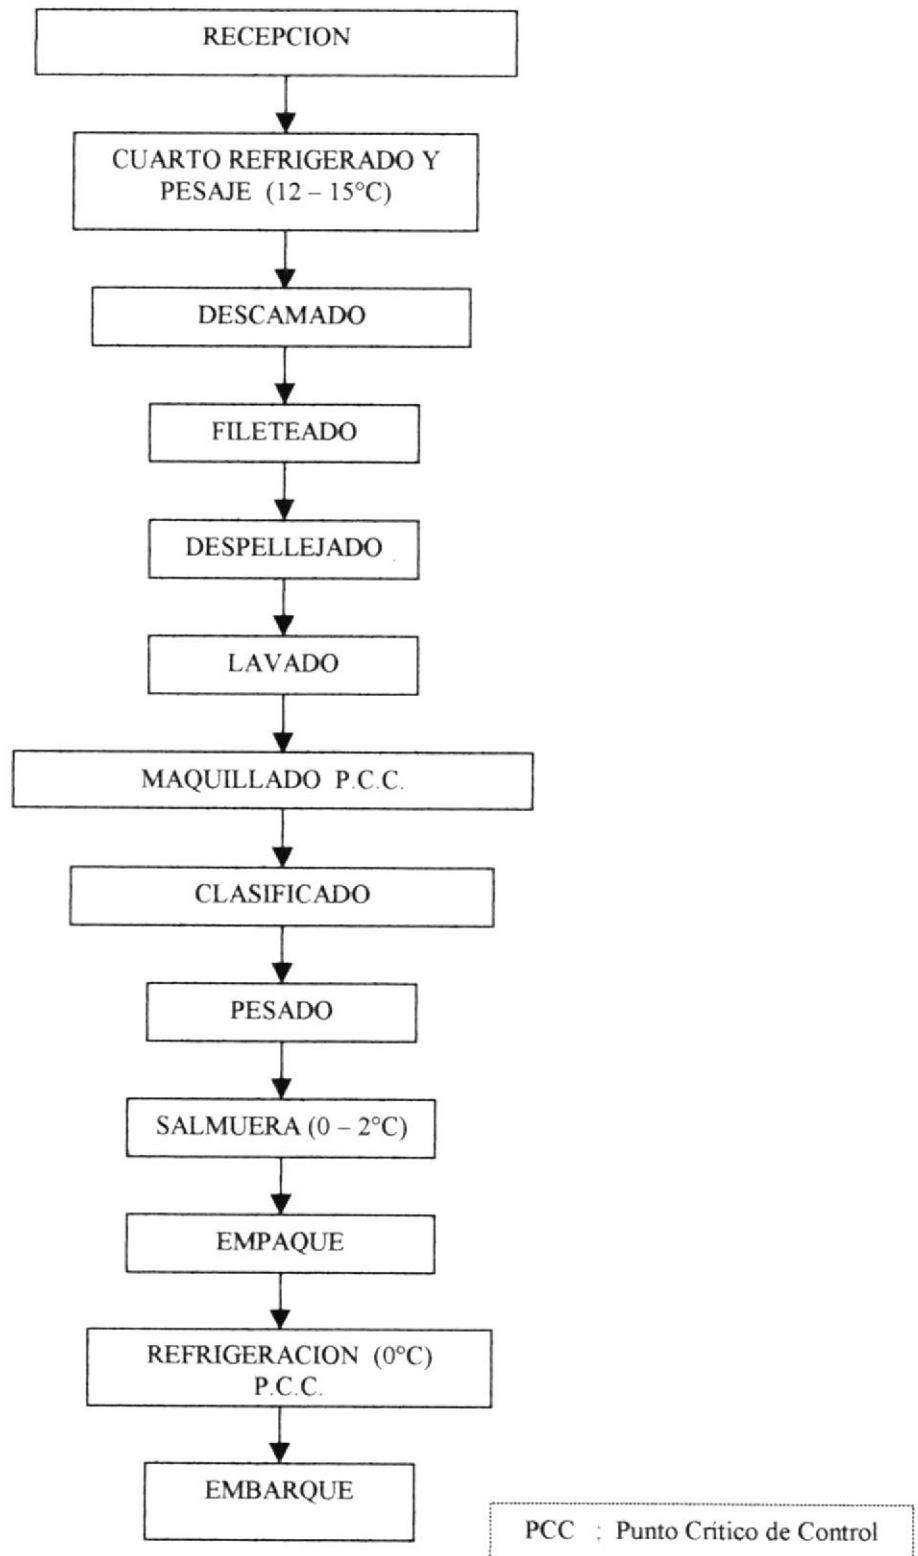 RECEPCION
CUARTO REFRIGERADO Y
PESAJE (12 – 15°C)
DESCAMADO
FILETEADO
DESPELLEJADO
LAVADO
MAQUILLADO P.C.C.
CLASIFICADO
PESADO
SALMUERA (0 – 2°C)
EMPAQUE
REFRIGERACION (0°C)
P.C.C.
EMBARQUE
PCC : Punto Crítico de Control